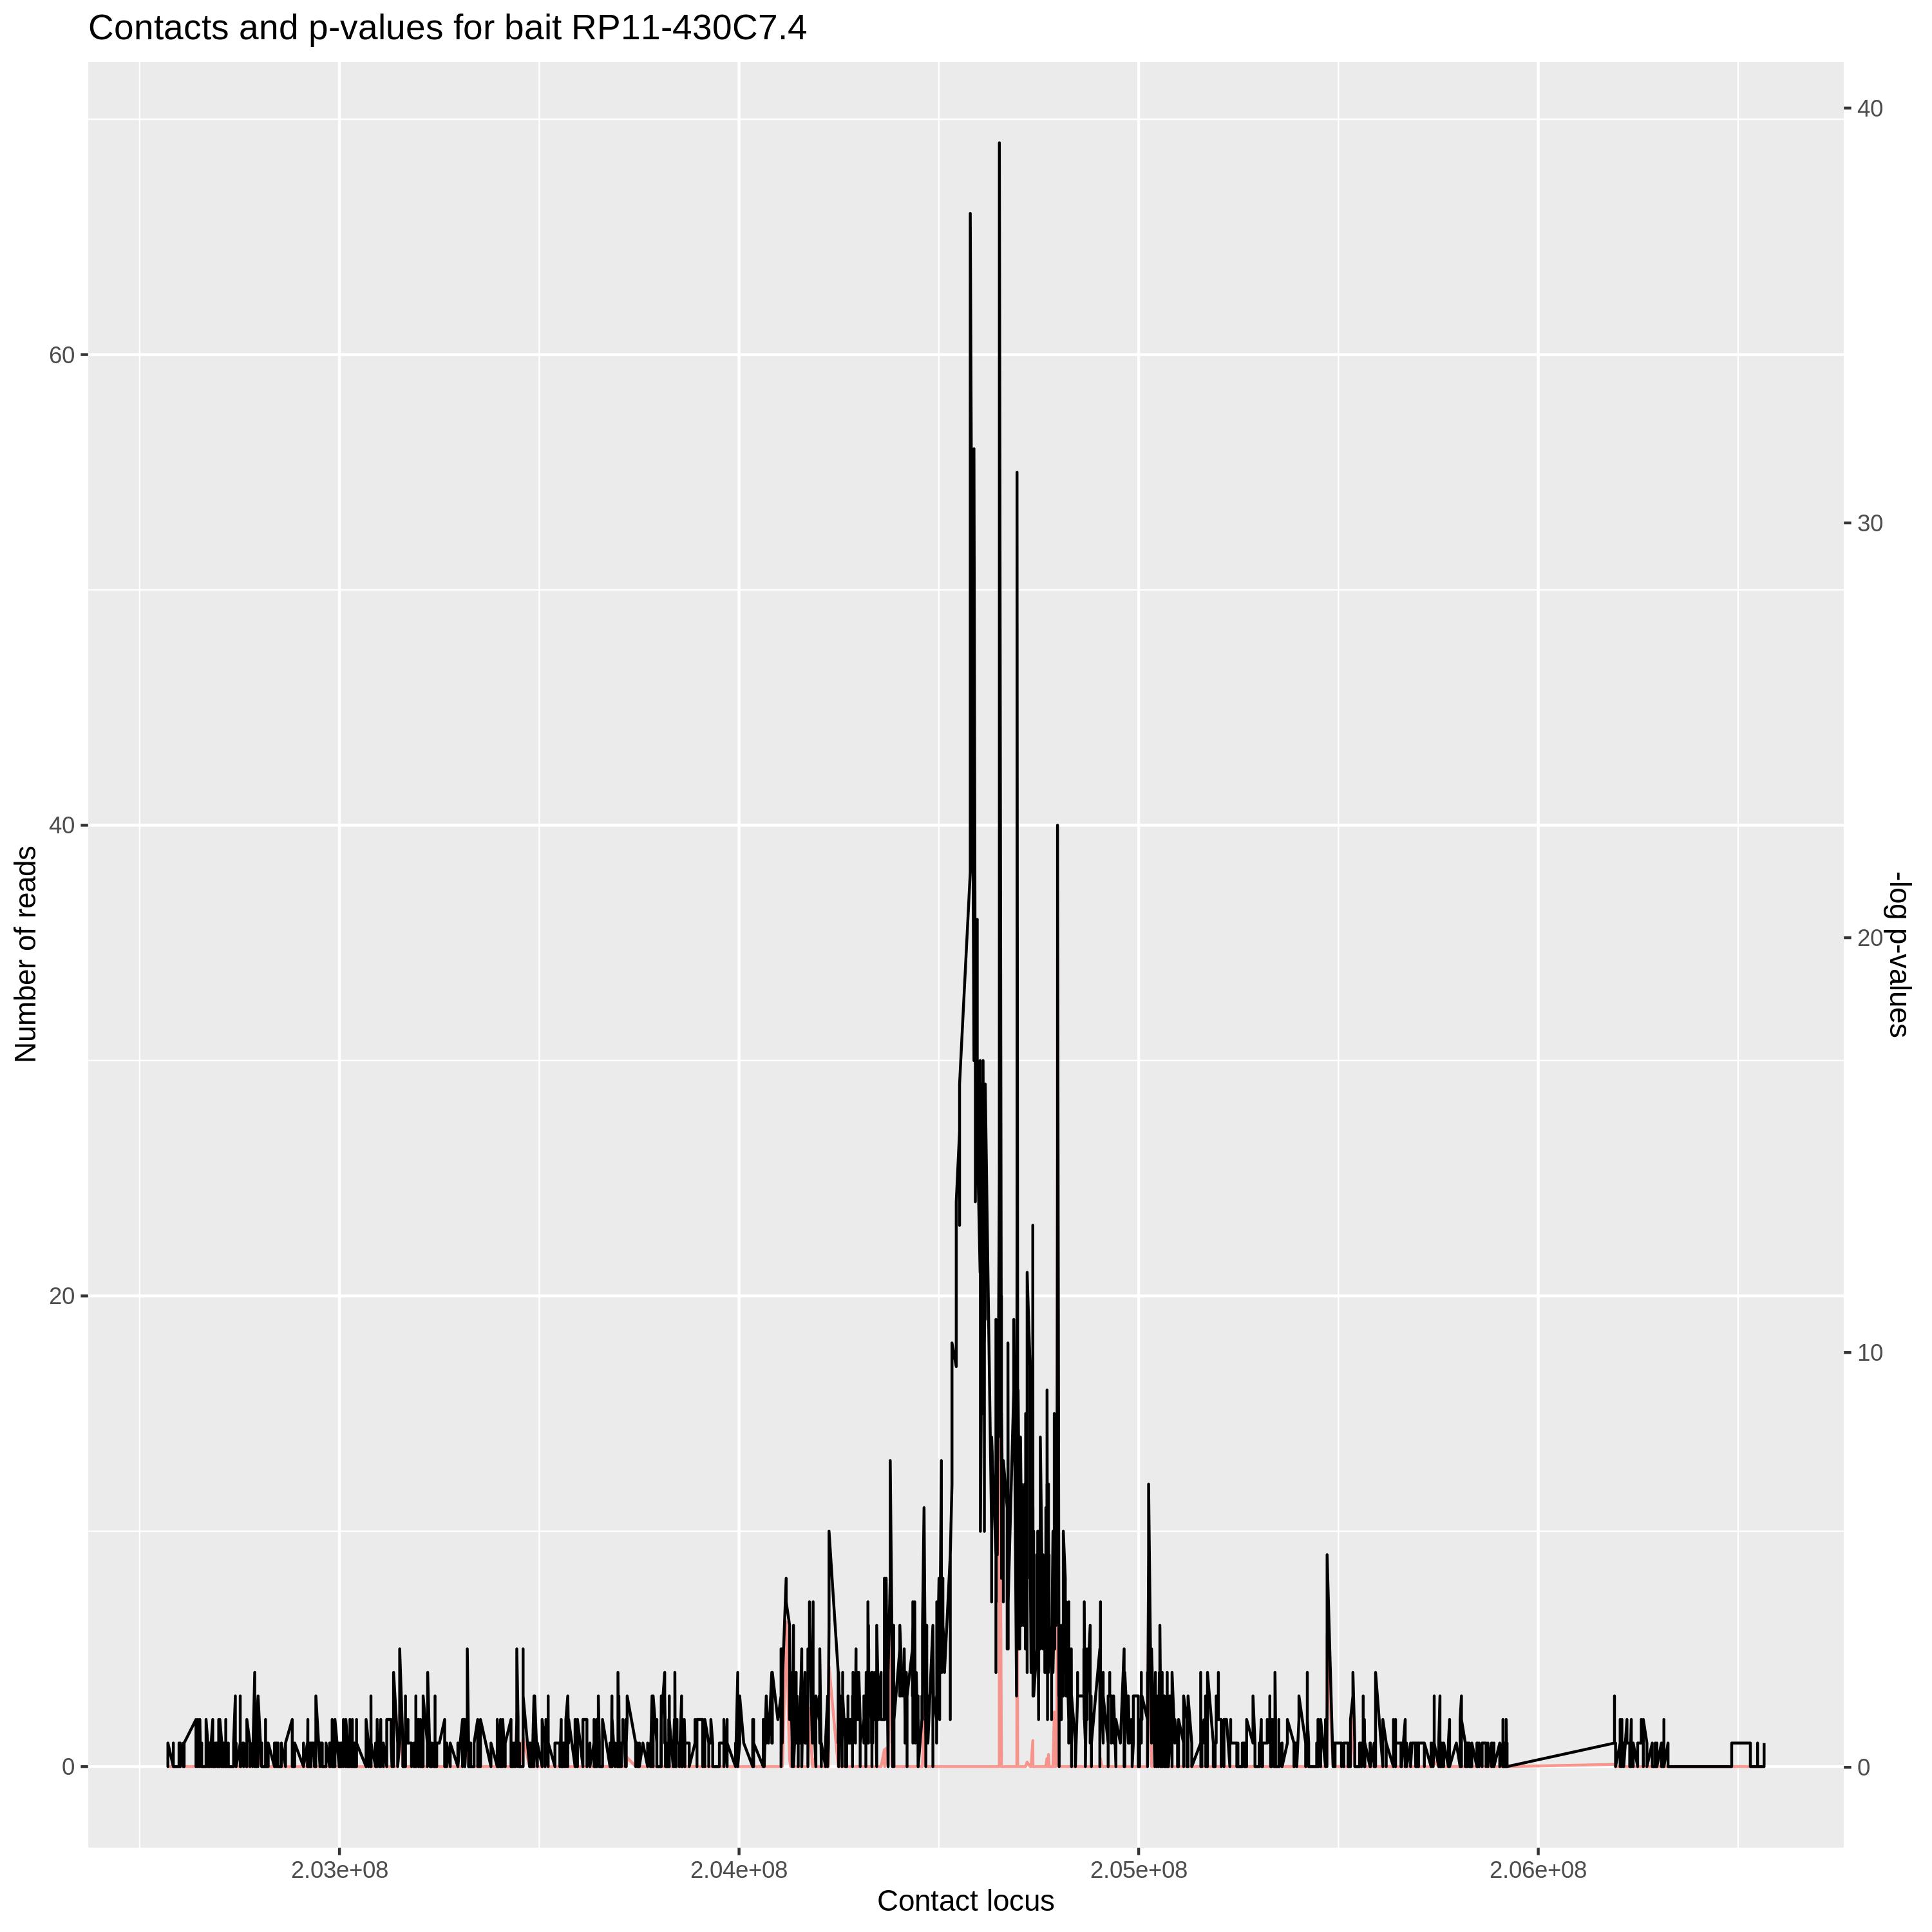 Contacts and p-values for bait RP11-430C7.4
60
40
20
0
Number of reads
40
30
20
10
0
-log p-values
2.03e+08
2.04e+08
2.05e+08
2.06e+08
Contact locus